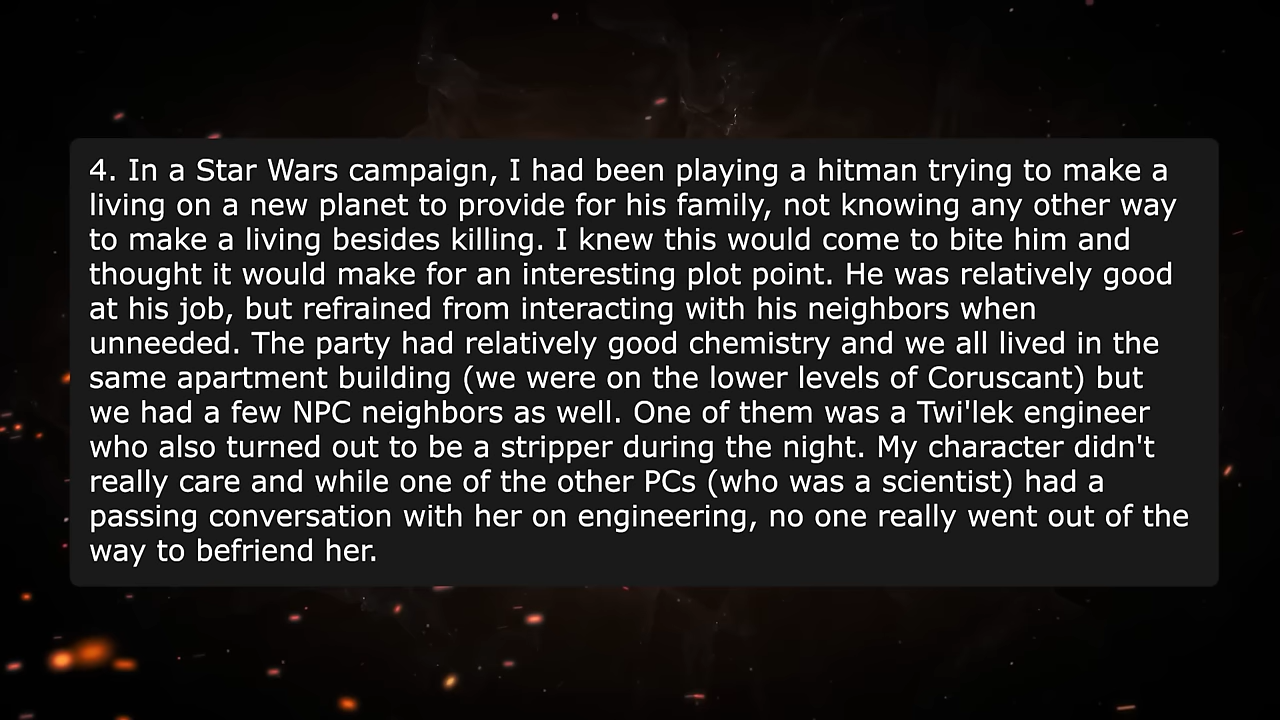 4. In a Star Wars campaign, I had been playing a hitman trying to make a
living on a new planet to provide for his family, not knowing any other way
to make a living besides killing. I knew this would come to bite him and
thought it would make for an interesting plot point. He was relatively good
at his job, but refrained from interacting with his neighbors when
unneeded. The party had relatively good chemistry and we all lived in the
same apartment building (we were on the lower levels of Coruscant) but
we had a few NPC neighbors as well. One of them was a Twi'lek engineer
who also turned out to be a stripper during the night. My character didn't
really care and while one of the other PCs (who was a scientist) had a
passing conversation with her on engineering, no one really went out of the
way to befriend her.